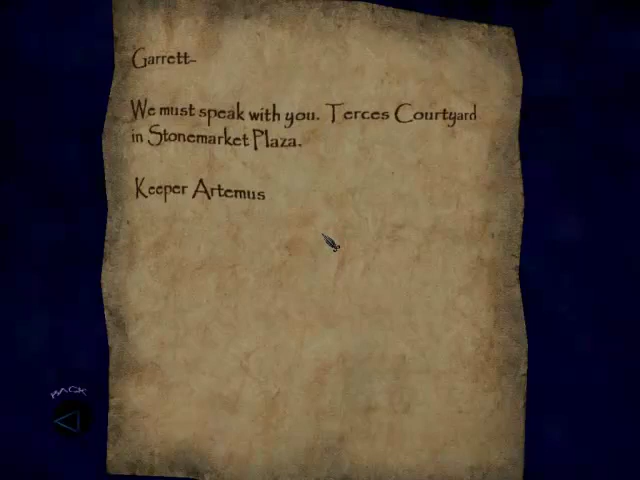 Garrett-
We must speak with you. Terces Courtyard
in Stonemarket Plaza.
Keeper Artemus
BACK